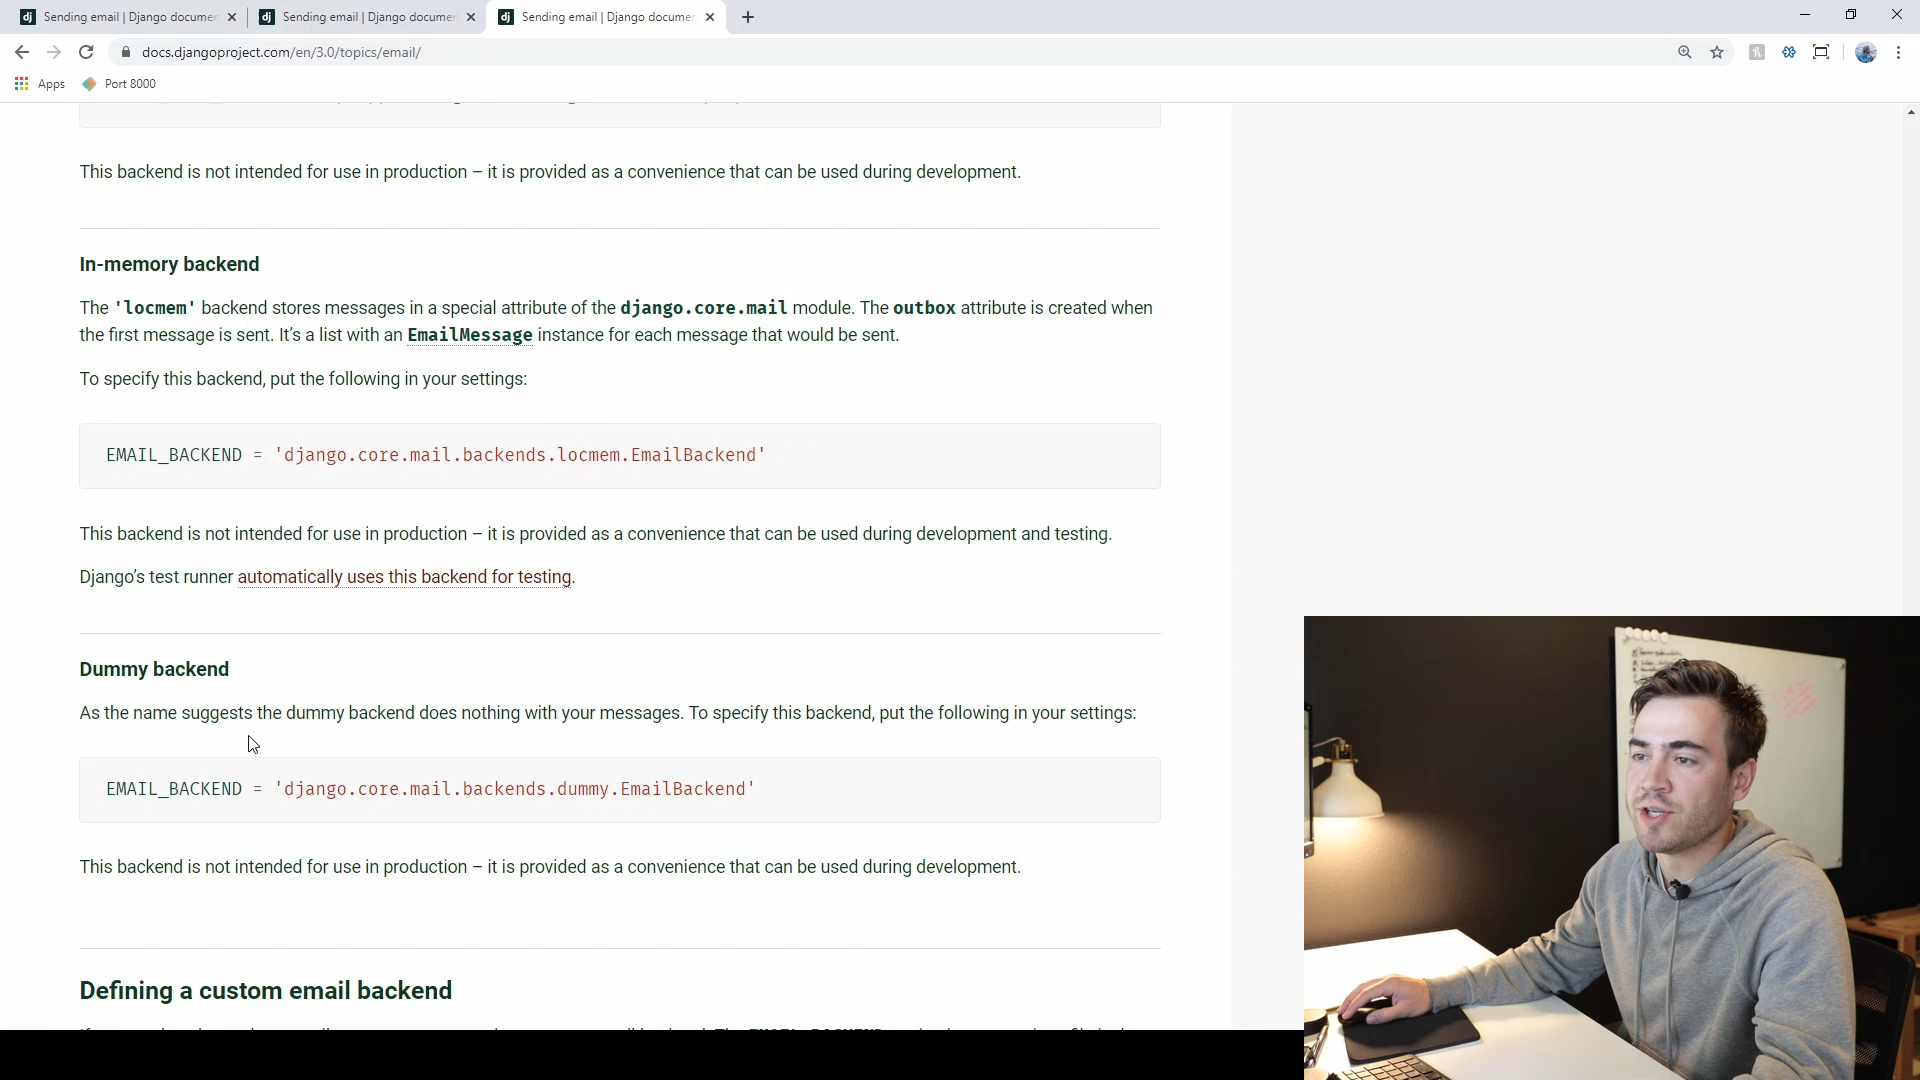 Sending email | Django documen
Sending email | Django documen
Sending email | Django documen
docs.djangoproject.com/en/3.0/topics/email/
Apps
Port 8000
This backend is not intended for use in production – it is provided as a convenience that can be used during development.
In-memory backend
The 'locmem' backend stores messages in a special attribute of the django.core.mail module. The outbox attribute is created when
the first message is sent. It's a list with an EmailMessage instance for each message that would be sent.
To specify this backend, put the following in your settings:
EMAIL_BACKEND = 'django.core.mail.backends.locmem.EmailBackend'
This backend is not intended for use in production – it is provided as a convenience that can be used during development and testing.
Django's test runner automatically uses this backend for testing.
Dummy backend
As the name suggests the dummy backend does nothing with your messages. To specify this backend, put the following in your settings:
EMAIL_BACKEND = 'django.core.mail.backends.dummy.EmailBackend'
This backend is not intended for use in production – it is provided as a convenience that can be used during development.
Defining a custom email backend